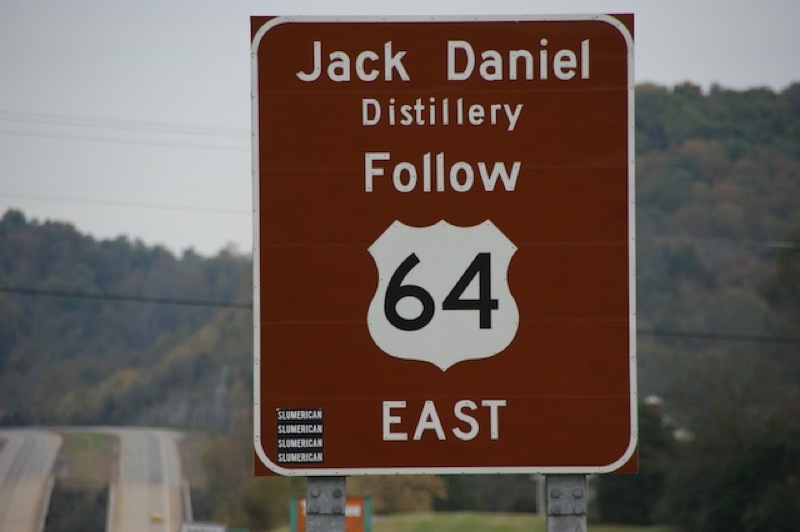 Jack Daniel
Distillery
Follow
64
EAST
SLUMERICAN
SLUMERICAN
SLUMERICAN
SLUMERICAN